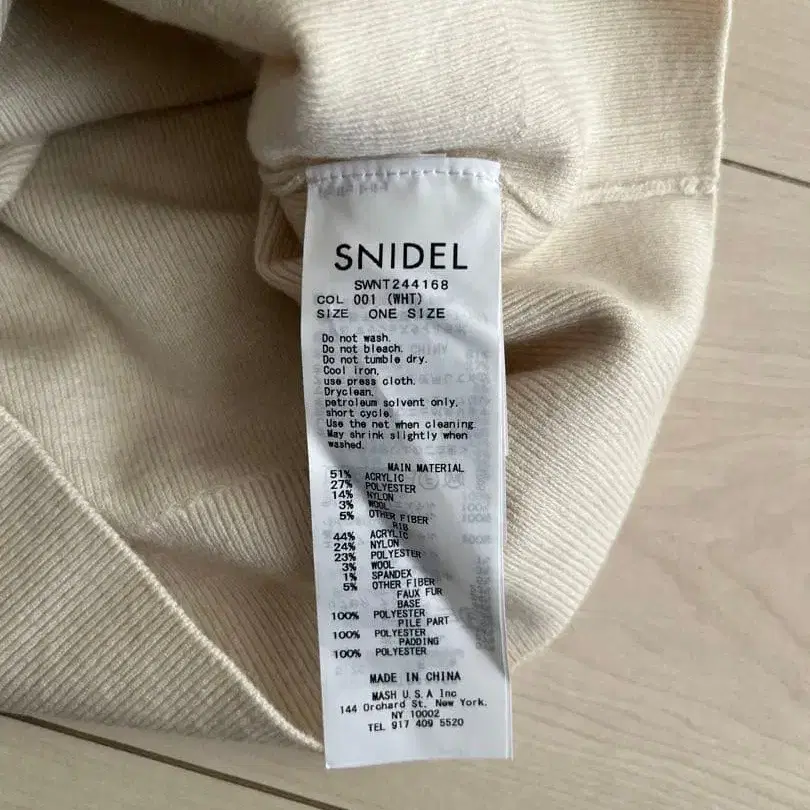 SNIDEL
SWNT244168
COL 001 (WHT)
SIZE ONE SIZE
Do not wash.
Do not bleach.
Do not tumble dry.
Cool iron,
use press cloth.
Dryclean,
petroleum solvent only,
short cycle.
Use the net when cleaning.
May shrink slightly when
washed.
MAIN MATERIAL
51% ACRYLIC
27% POLYESTER
14% NYLON
3% WOOL
5% OTHER FIBER
RIB
44% ACRYLIC
24% NYLON
23% POLYESTER
3% WOOL
1% SPANDEX
5% OTHER FIBER
FAUX FUR
BASE
100% POLYESTER
PILE PART
100% POLYESTER
PADDING
100% POLYESTER
MADE IN CHINA
MASH U.S.A Inc
144 Orchard St. New York.
NY 10002
TEL 917 409 5520